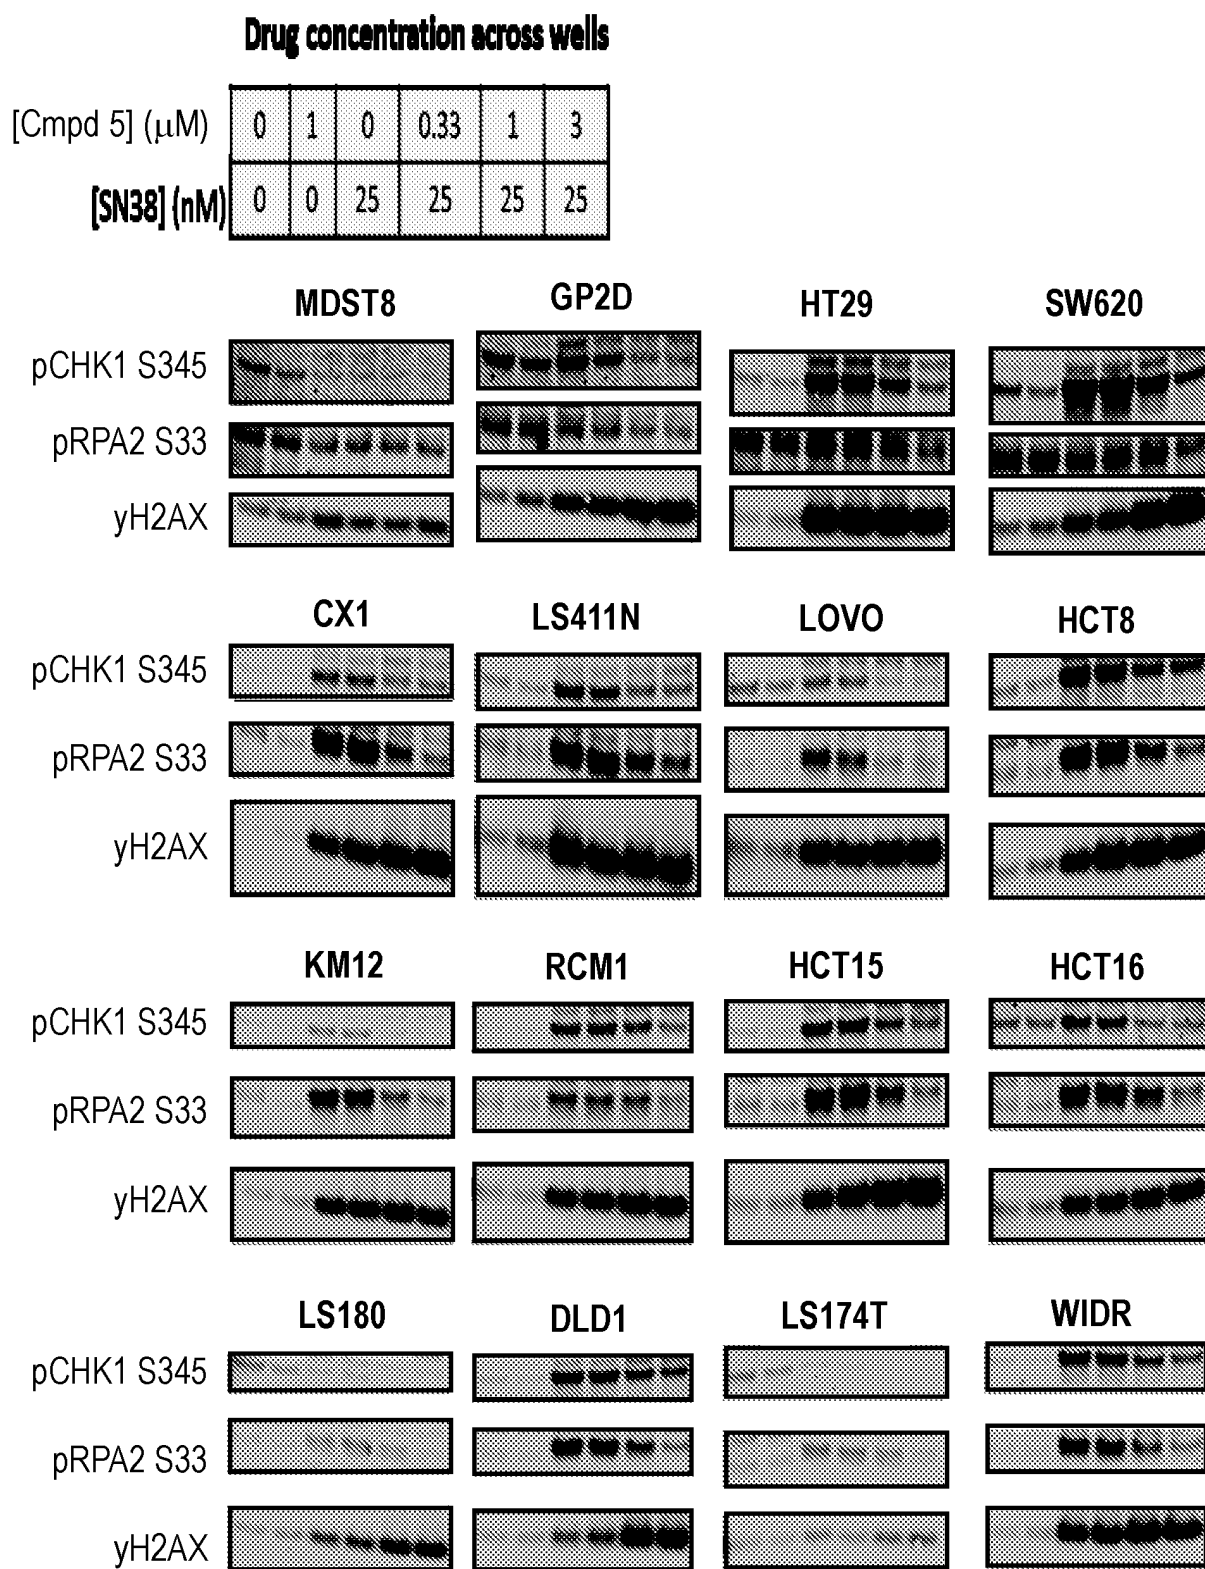 Drug concentration across wells
[Cmpd 5] (μM) 0 1 0 0.33 1 3
[SN38] (nM) 0 0 25 25 25 25
MDST8 GP2D HT29 SW620
pCHK1 S345
pRPA2 S33
yH2AX
CX1 LS411N LOVO HCT8
pCHK1 S345
pRPA2 S33
yH2AX
KM12 RCM1 HCT15 HCT16
pCHK1 S345
pRPA2 S33
yH2AX
LS180 DLD1 LS174T WIDR
pCHK1 S345
pRPA2 S33
yH2AX